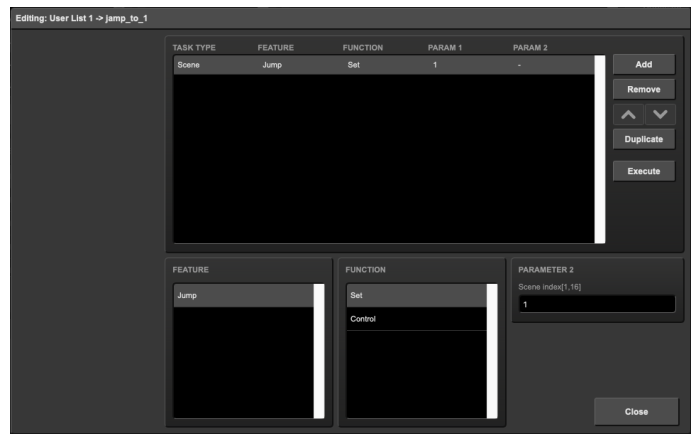 Editing: User List 1 -> jamp_to_1
TASK TYPE FEATURE FUNCTION PARAM 1 PARAM 2
Scene Jump Set 1 -
Add
Remove
Duplicate
Execute
FEATURE
Jump
FUNCTION
Set
Control
PARAMETER 2
Scene index[1,16]
1
Close